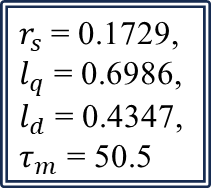 r_s = 0.1729,
l_q = 0.6986,
l_d = 0.4347,
τ_m = 50.5